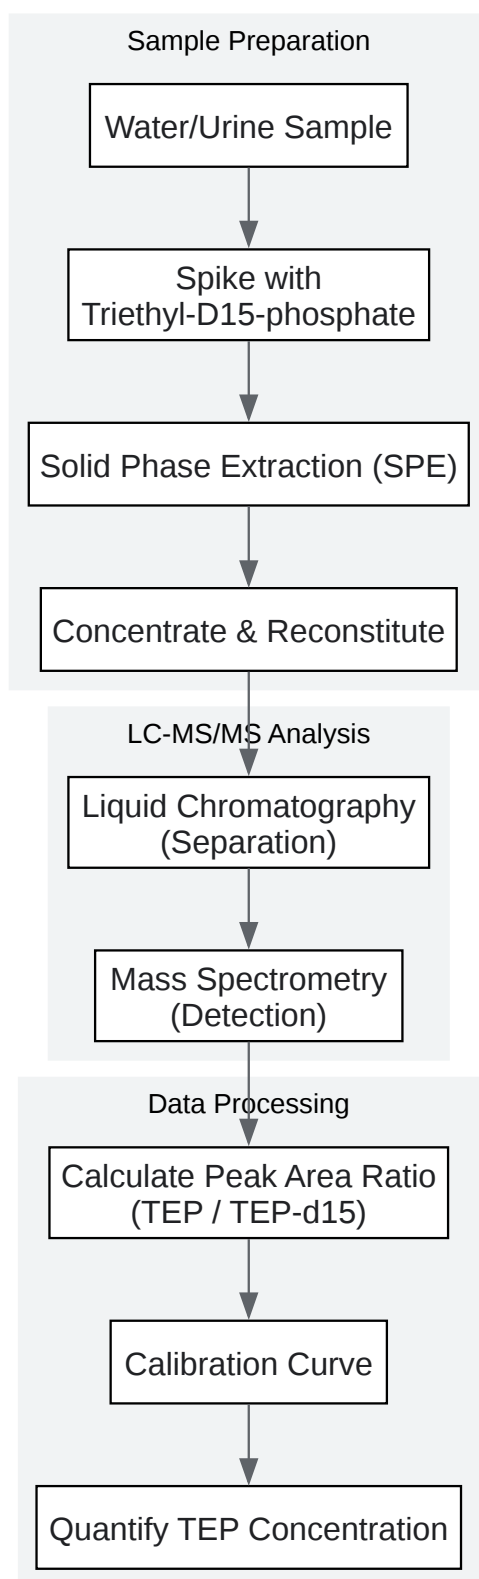 Sample Preparation
Water/Urine Sample
Spike with
Triethyl-D15-phosphate
Solid Phase Extraction (SPE)
Concentrate & Reconstitute
LC-MS/MS Analysis
Liquid Chromatography
(Separation)
Mass Spectrometry
(Detection)
Data Processing
Calculate Peak Area Ratio
(TEP / TEP-d15)
Calibration Curve
Quantify TEP Concentration